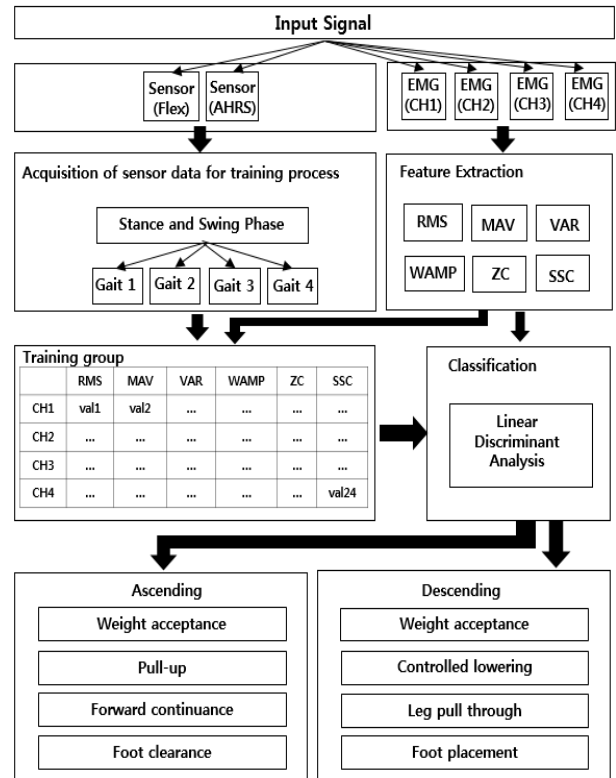 Input Signal
Sensor
(Flex)
Sensor
(AHRS)
EMG
(CH1)
EMG
(CH2)
EMG
(CH3)
EMG
(CH4)
Acquisition of sensor data for training process
Stance and Swing Phase
Gait 1 Gait 2 Gait 3 Gait 4
Feature Extraction
RMS MAV VAR
WAMP ZC SSC
Training group
RMS MAV VAR WAMP ZC SSC
CH1 val1 val2 ... ... ... ...
CH2 ... ... ... ... ... ...
CH3 ... ... ... ... ... ...
CH4 ... ... ... ... ... val24
Classification
Linear
Discriminant
Analysis
Ascending
Weight acceptance
Pull-up
Forward continuance
Foot clearance
Descending
Weight acceptance
Controlled lowering
Leg pull through
Foot placement